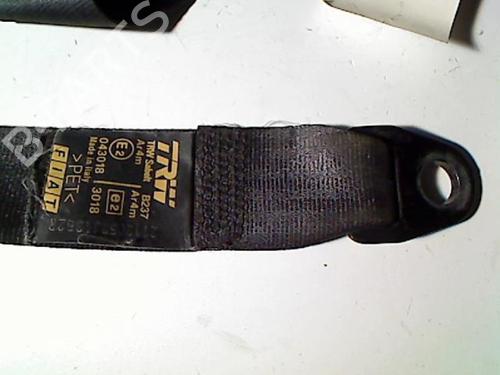 TRW
TRW Sabelt B237
Ar4m Ar4m
E2 e2
043018 3018
Made in Italy
>PET<
FIAT